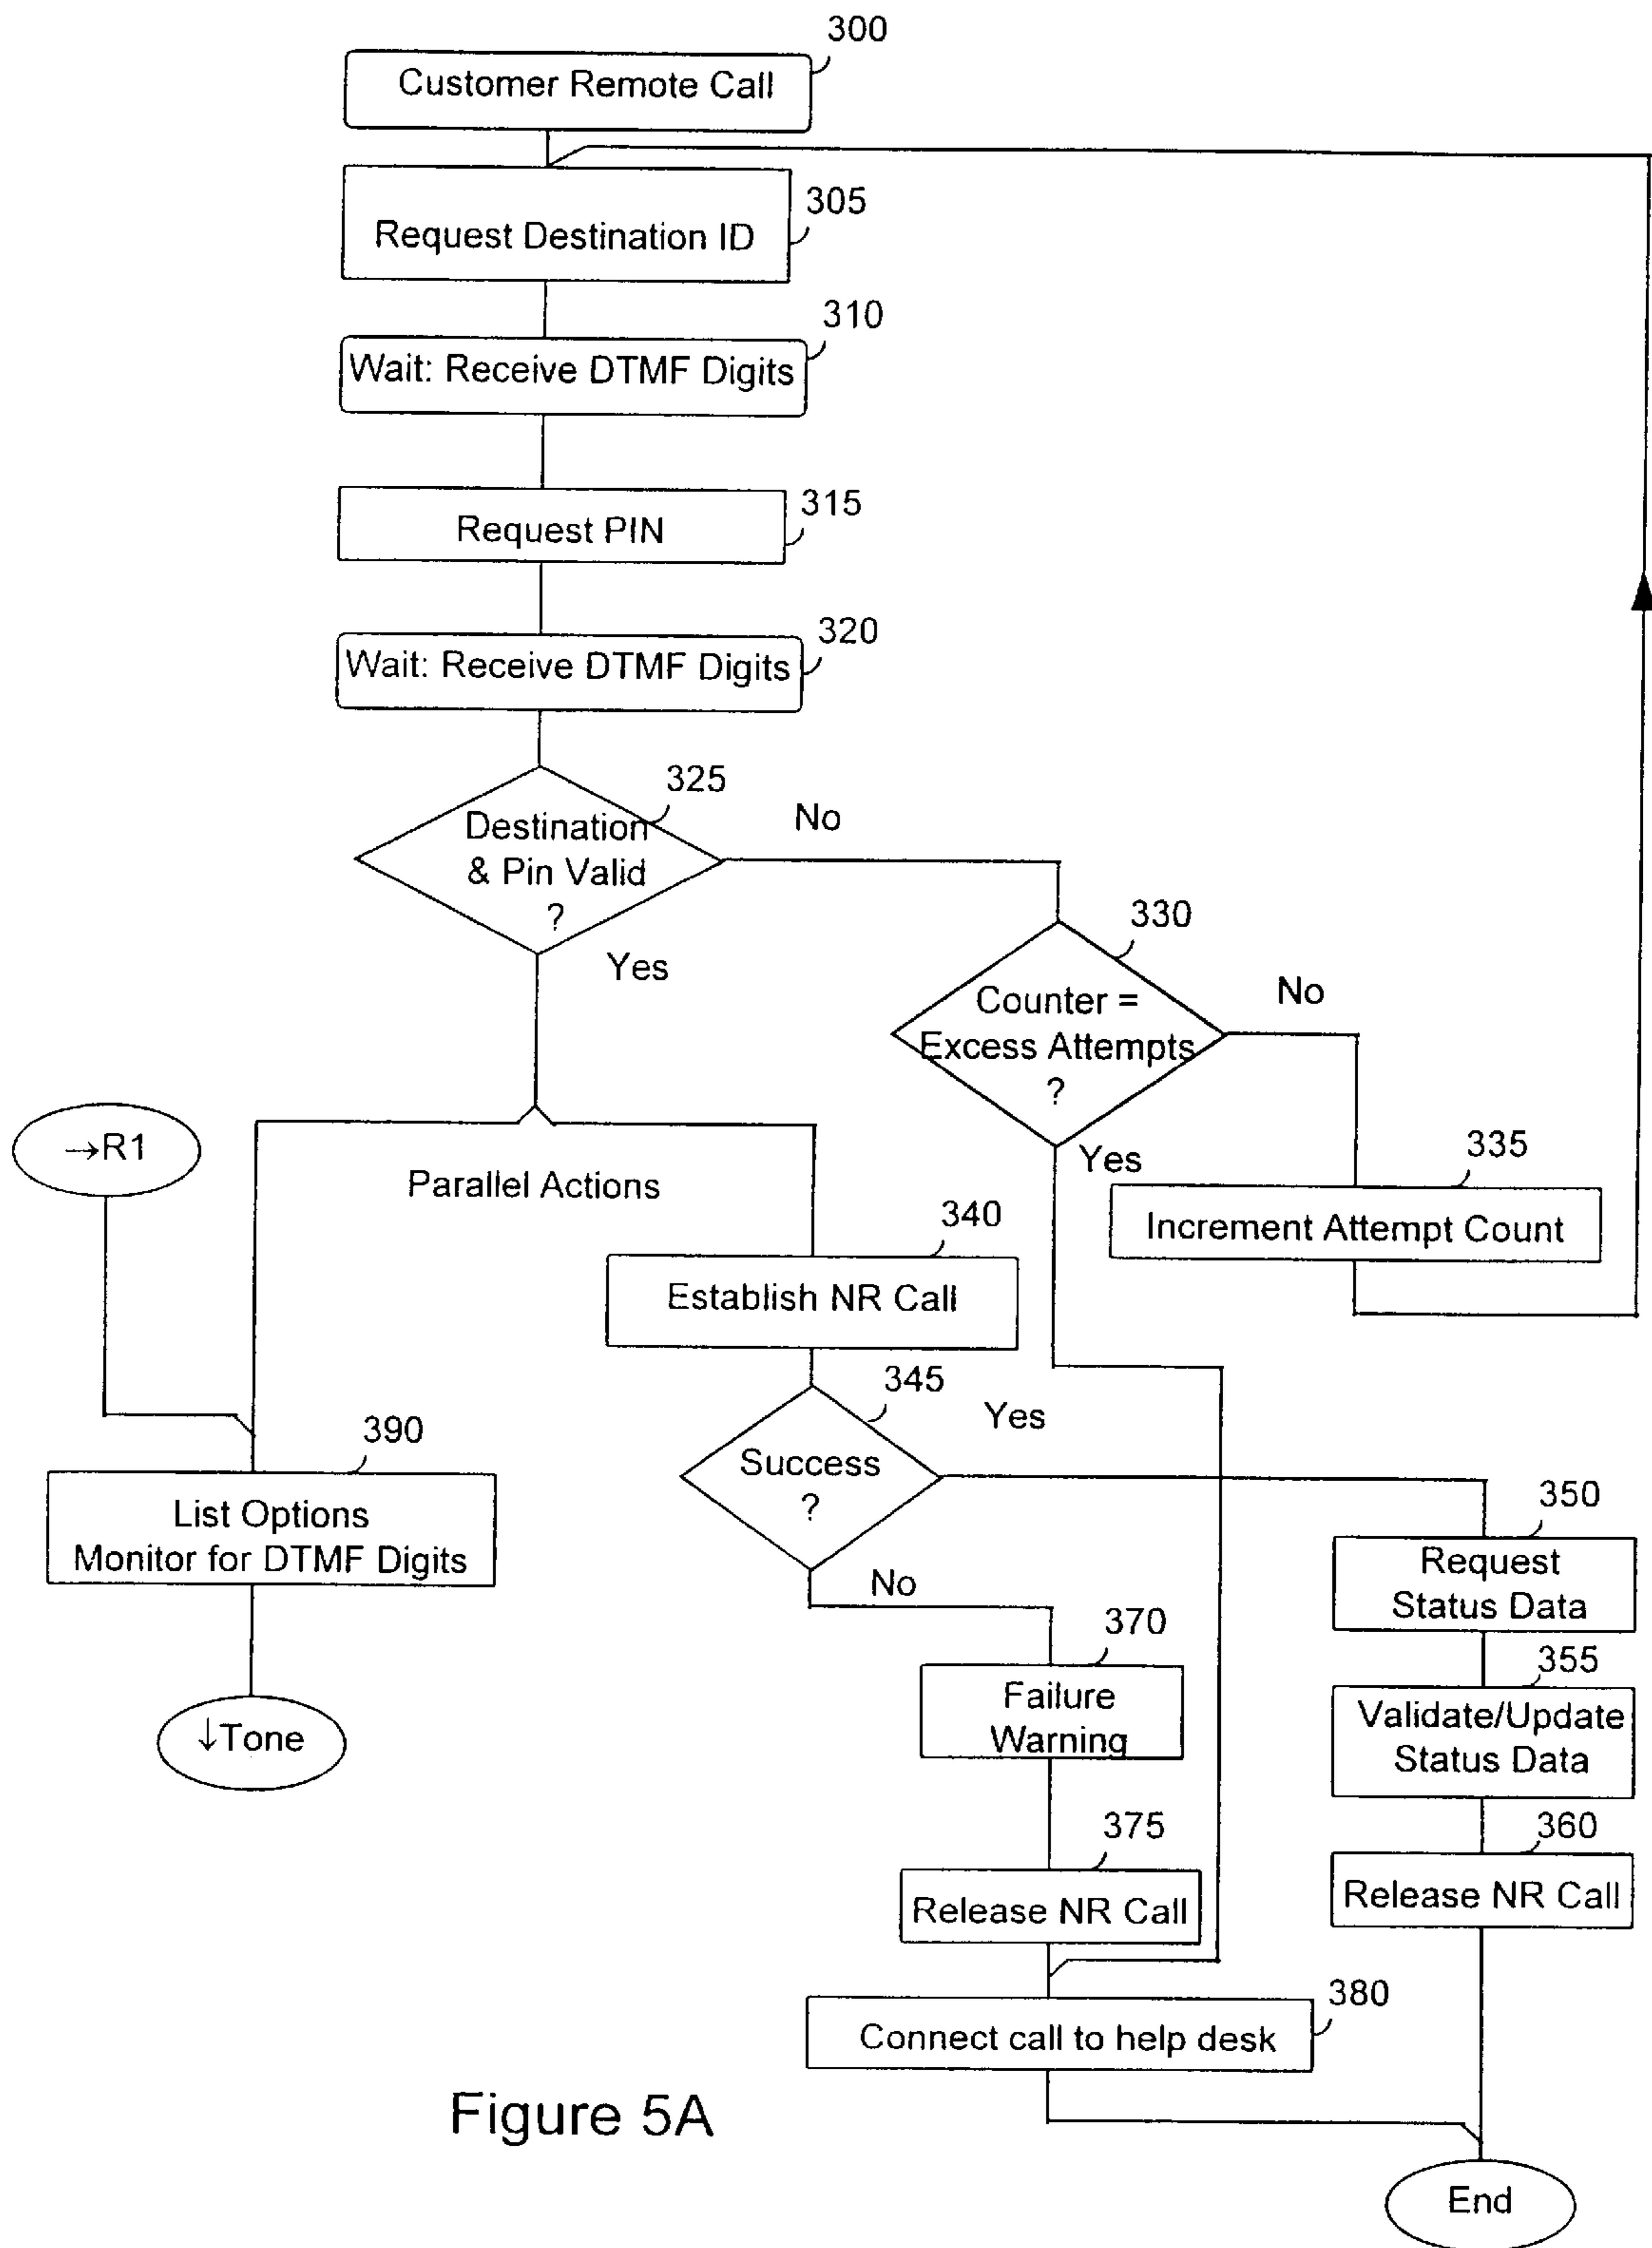 300
Customer Remote Call
305
Request Destination ID
310
Wait: Receive DTMF Digits
315
Request PIN
320
Wait: Receive DTMF Digits
325
Destination
& Pin Valid
?
No
Yes
330
Counter =
Excess Attempts
?
No
Yes
335
Increment Attempt Count
→R1
Parallel Actions
340
Establish NR Call
345
Success
?
Yes
No
390
List Options
Monitor for DTMF Digits
↓Tone
350
Request
Status Data
355
Validate/Update
Status Data
360
Release NR Call
370
Failure
Warning
375
Release NR Call
380
Connect call to help desk
End
Figure 5A